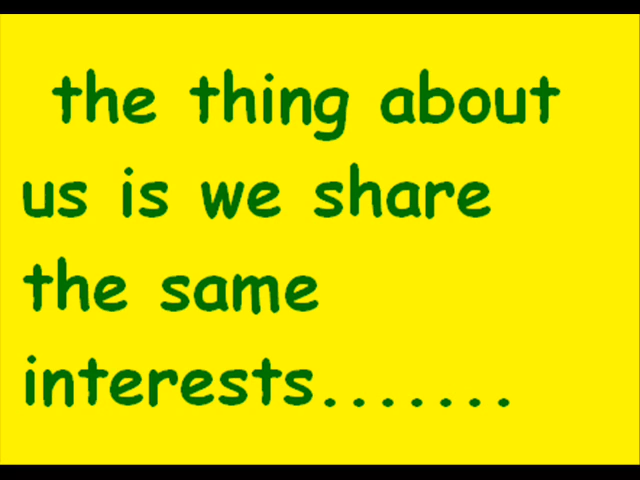 the thing about
us is we share
the same
interests.......